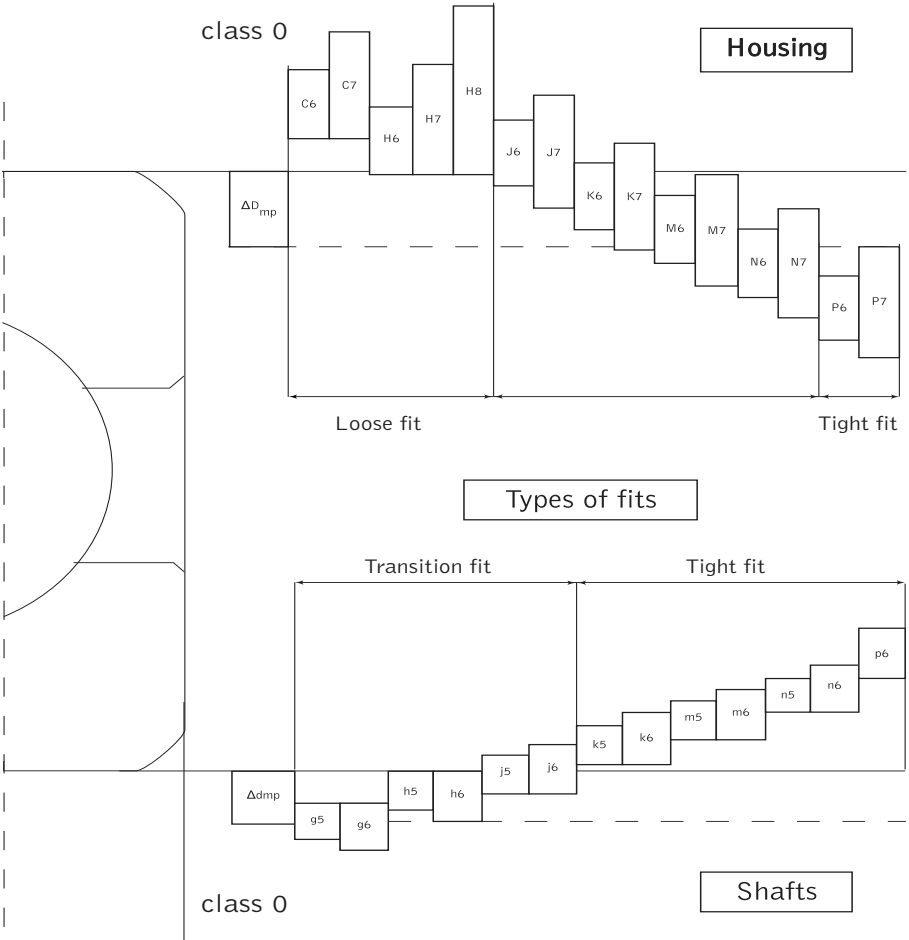 class 0
Housing
C6
C7
H6
H7
H8
J6
J7
K6
K7
M6
M7
N6
N7
P6
P7
ΔDmp
Loose fit
Tight fit
Types of fits
Transition fit
Tight fit
Δdmp
g5
g6
h5
h6
j5
j6
k5
k6
m5
m6
n5
n6
p6
Shafts
class 0